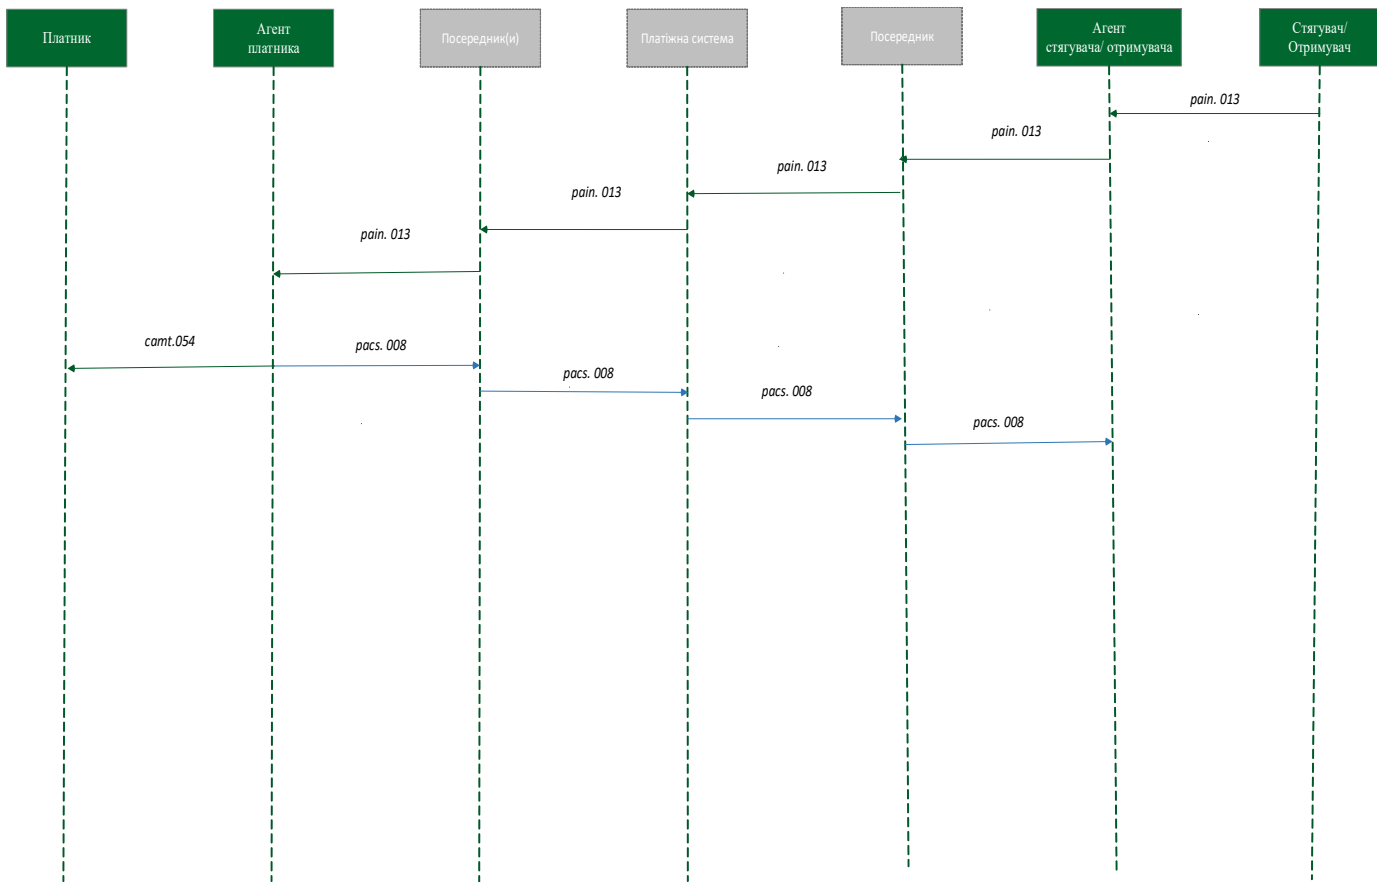 Платник
Агент
платника
Посередник(и)
Платіжна система
Посередник
Агент
стягувача/ отримувача
Стягувач/
Отримувач
pain. 013
pain. 013
pain. 013
pain. 013
pain. 013
camt.054
pacs. 008
pacs. 008
pacs. 008
pacs. 008